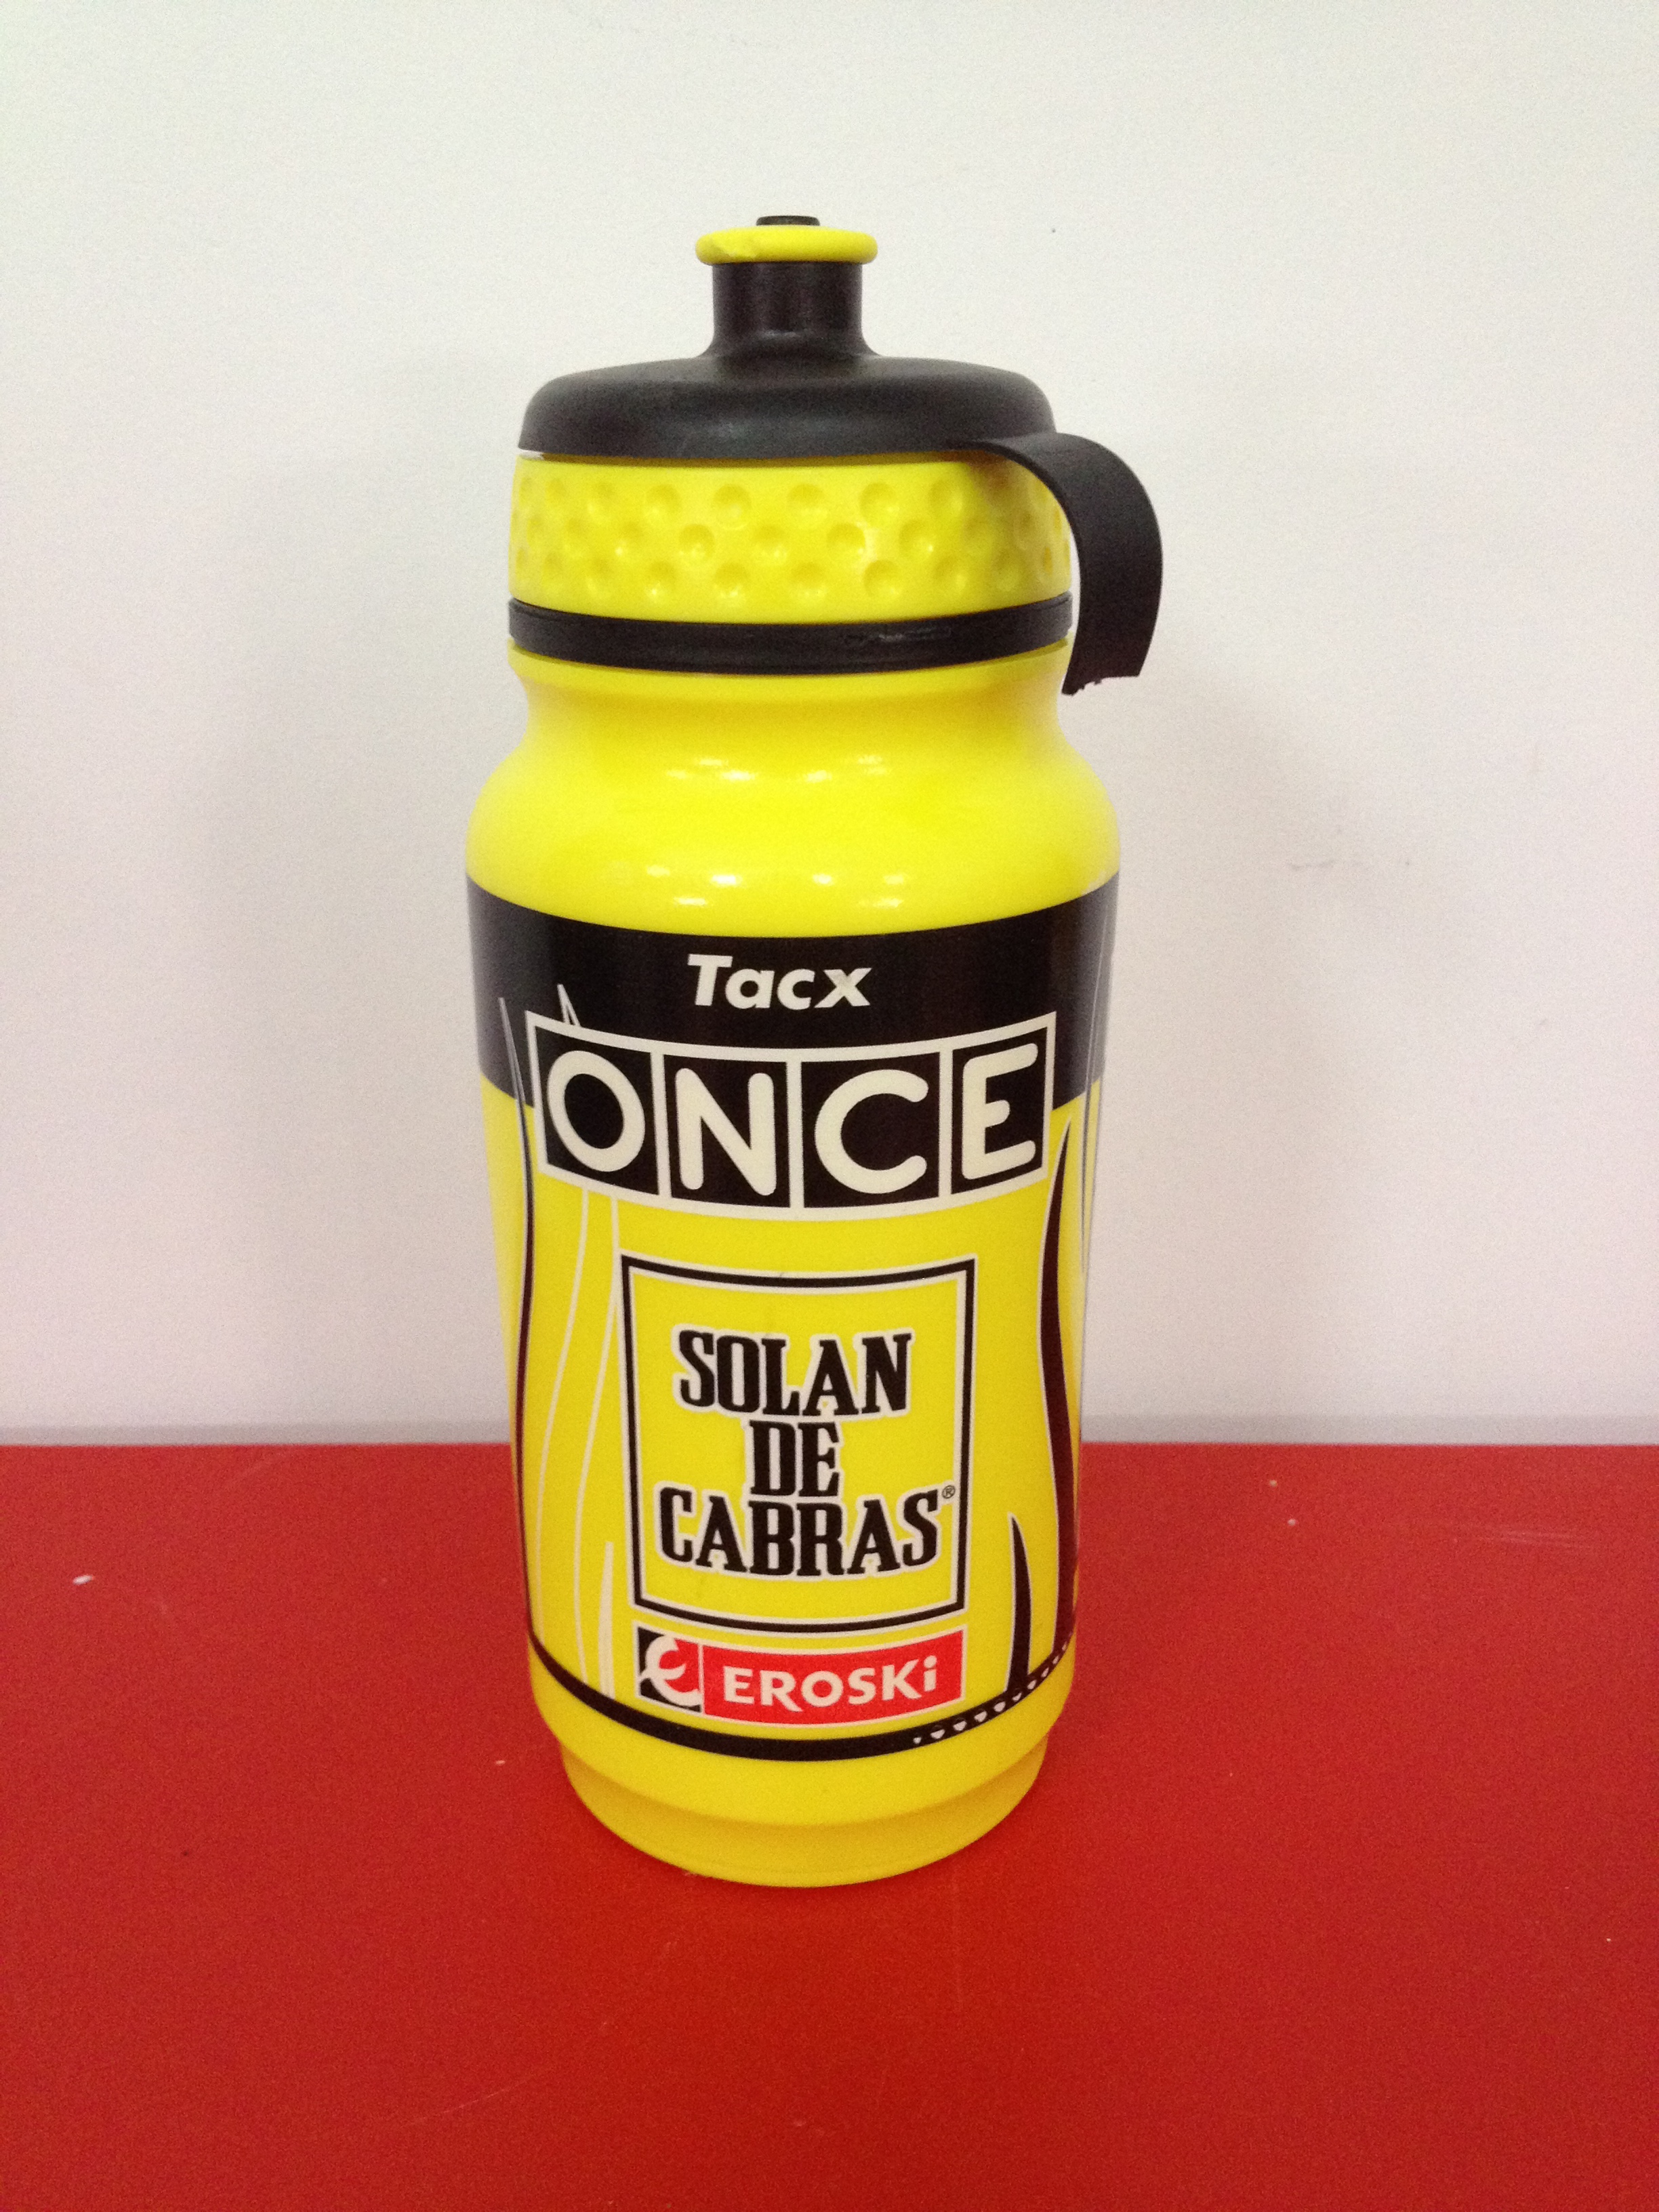 Tacx
ONCE
SOLAN
DE
CABRAS®
EROSKi